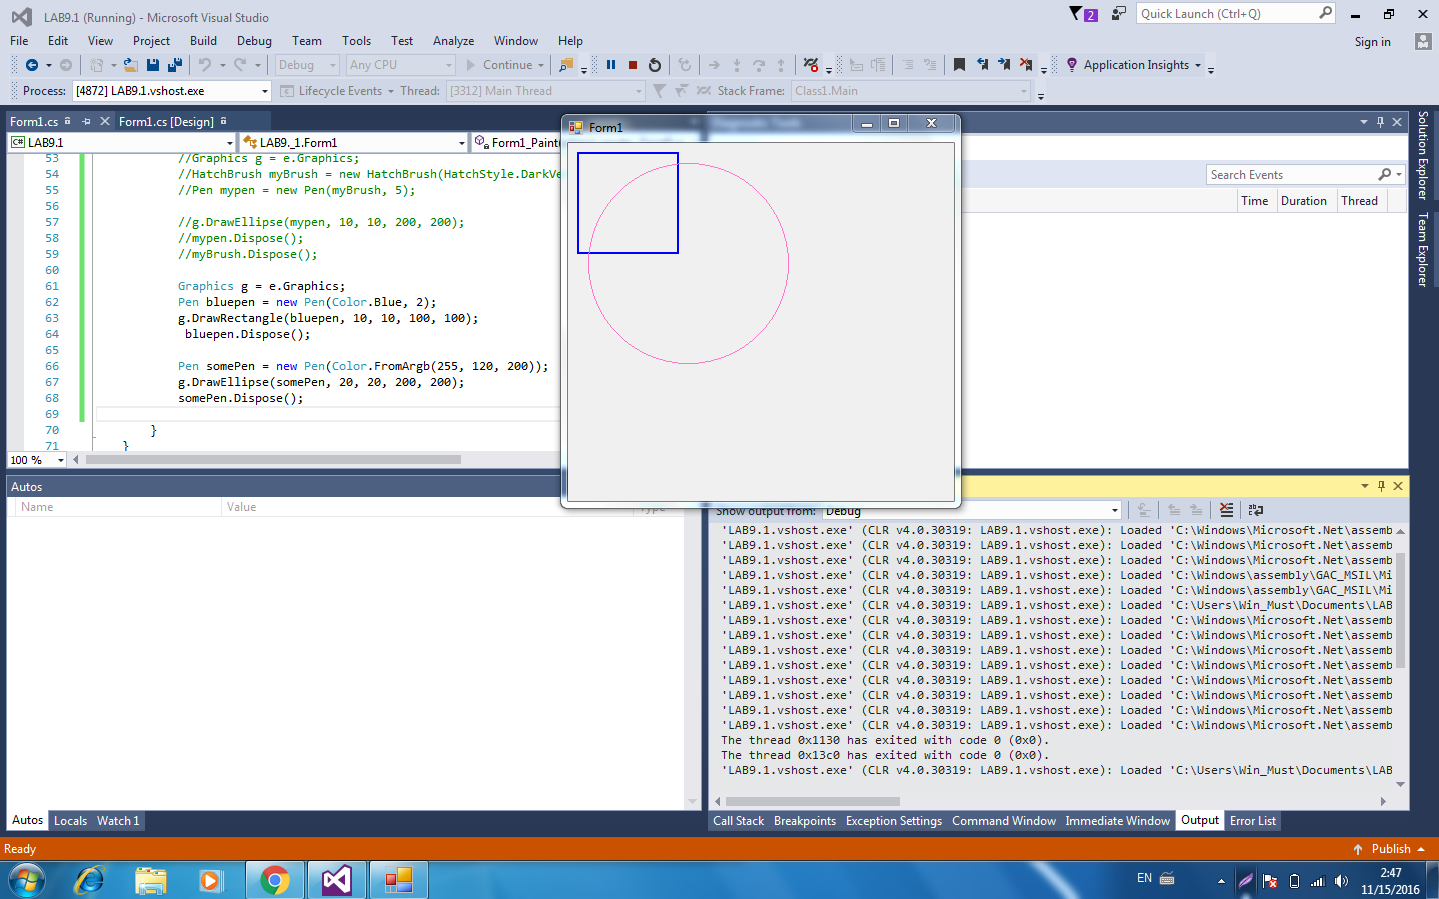 LAB9.1 (Running) - Microsoft Visual Studio
2
Quick Launch (Ctrl+Q)
File Edit View Project Build Debug Team Tools Test Analyze Window Help
Sign in
Debug Any CPU Continue Application Insights
Process: [4872] LAB9.1.vshost.exe Lifecycle Events Thread: [3312] Main Thread Stack Frame: Class1.Main
Form1.cs Form1.cs [Design]
C# LAB9.1 LAB9._1.Form1 Form1_Paint
53 //Graphics g = e.Graphics;
54 //HatchBrush myBrush = new HatchBrush(HatchStyle.DarkVe
55 //Pen mypen = new Pen(myBrush, 5);
56
57 //g.DrawEllipse(mypen, 10, 10, 200, 200);
58 //mypen.Dispose();
59 //myBrush.Dispose();
60
61 Graphics g = e.Graphics;
62 Pen bluepen = new Pen(Color.Blue, 2);
63 g.DrawRectangle(bluepen, 10, 10, 100, 100);
64 bluepen.Dispose();
65
66 Pen somePen = new Pen(Color.FromArgb(255, 120, 200));
67 g.DrawEllipse(somePen, 20, 20, 200, 200);
68 somePen.Dispose();
69
70 }
71 }
100 %
Form1
Search Events
Time Duration Thread
Solution Explorer
Team Explorer
Autos
Name Value Type
Show output from: Debug
'LAB9.1.vshost.exe' (CLR v4.0.30319: LAB9.1.vshost.exe): Loaded 'C:\Windows\Microsoft.Net\assemb
'LAB9.1.vshost.exe' (CLR v4.0.30319: LAB9.1.vshost.exe): Loaded 'C:\Windows\Microsoft.Net\assemb
'LAB9.1.vshost.exe' (CLR v4.0.30319: LAB9.1.vshost.exe): Loaded 'C:\Windows\Microsoft.Net\assemb
'LAB9.1.vshost.exe' (CLR v4.0.30319: LAB9.1.vshost.exe): Loaded 'C:\Windows\assembly\GAC_MSIL\Mi
'LAB9.1.vshost.exe' (CLR v4.0.30319: LAB9.1.vshost.exe): Loaded 'C:\Windows\assembly\GAC_MSIL\Mi
'LAB9.1.vshost.exe' (CLR v4.0.30319: LAB9.1.vshost.exe): Loaded 'C:\Users\Win_Must\Documents\LAB
'LAB9.1.vshost.exe' (CLR v4.0.30319: LAB9.1.vshost.exe): Loaded 'C:\Windows\Microsoft.Net\assemb
'LAB9.1.vshost.exe' (CLR v4.0.30319: LAB9.1.vshost.exe): Loaded 'C:\Windows\Microsoft.Net\assemb
'LAB9.1.vshost.exe' (CLR v4.0.30319: LAB9.1.vshost.exe): Loaded 'C:\Windows\Microsoft.Net\assemb
'LAB9.1.vshost.exe' (CLR v4.0.30319: LAB9.1.vshost.exe): Loaded 'C:\Windows\Microsoft.Net\assemb
'LAB9.1.vshost.exe' (CLR v4.0.30319: LAB9.1.vshost.exe): Loaded 'C:\Windows\Microsoft.Net\assemb
'LAB9.1.vshost.exe' (CLR v4.0.30319: LAB9.1.vshost.exe): Loaded 'C:\Windows\Microsoft.Net\assemb
'LAB9.1.vshost.exe' (CLR v4.0.30319: LAB9.1.vshost.exe): Loaded 'C:\Windows\Microsoft.Net\assemb
'LAB9.1.vshost.exe' (CLR v4.0.30319: LAB9.1.vshost.exe): Loaded 'C:\Windows\Microsoft.Net\assemb
The thread 0x1130 has exited with code 0 (0x0).
The thread 0x13c0 has exited with code 0 (0x0).
'LAB9.1.vshost.exe' (CLR v4.0.30319: LAB9.1.vshost.exe): Loaded 'C:\Users\Win_Must\Documents\LAB
Autos Locals Watch 1
Call Stack Breakpoints Exception Settings Command Window Immediate Window Output Error List
Ready
Publish
EN
2:47
11/15/2016